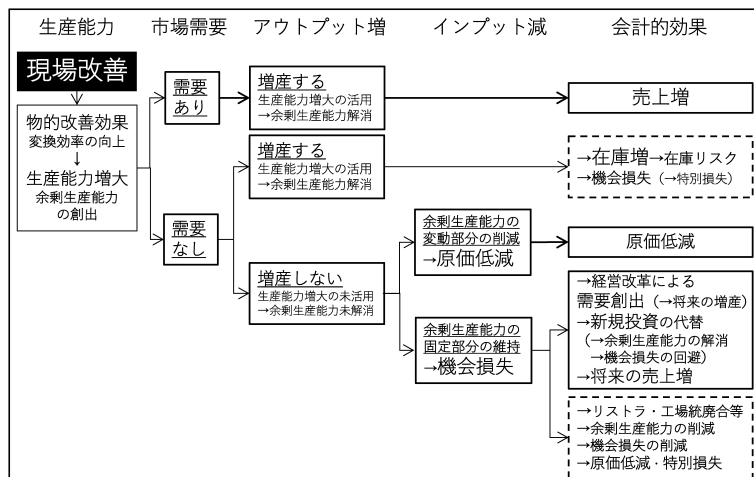 生産能力 市場需要 アウトプット増 インプット減 会計的効果
現場改善
物的改善効果
変換効率の向上
↓
生産能力増大
余剰生産能力
の創出
需要
あり
需要
なし
増産する
生産能力増大の活用
→余剰生産能力解消
増産する
生産能力増大の活用
→余剰生産能力解消
増産しない
生産能力増大の未活用
→余剰生産能力未解消
余剰生産能力の
変動部分の削減
→原価低減
余剰生産能力の
固定部分の維持
→機会損失
売上増
→在庫増→在庫リスク
→機会損失（→特別損失）
原価低減
→経営改革による
需要創出（→将来の増産）
→新規投資の代替
（→余剰生産能力の解消
→機会損失の回避）
→将来の売上増
→リストラ・工場統廃合等
→余剰生産能力の削減
→機会損失の削減
→原価低減・特別損失